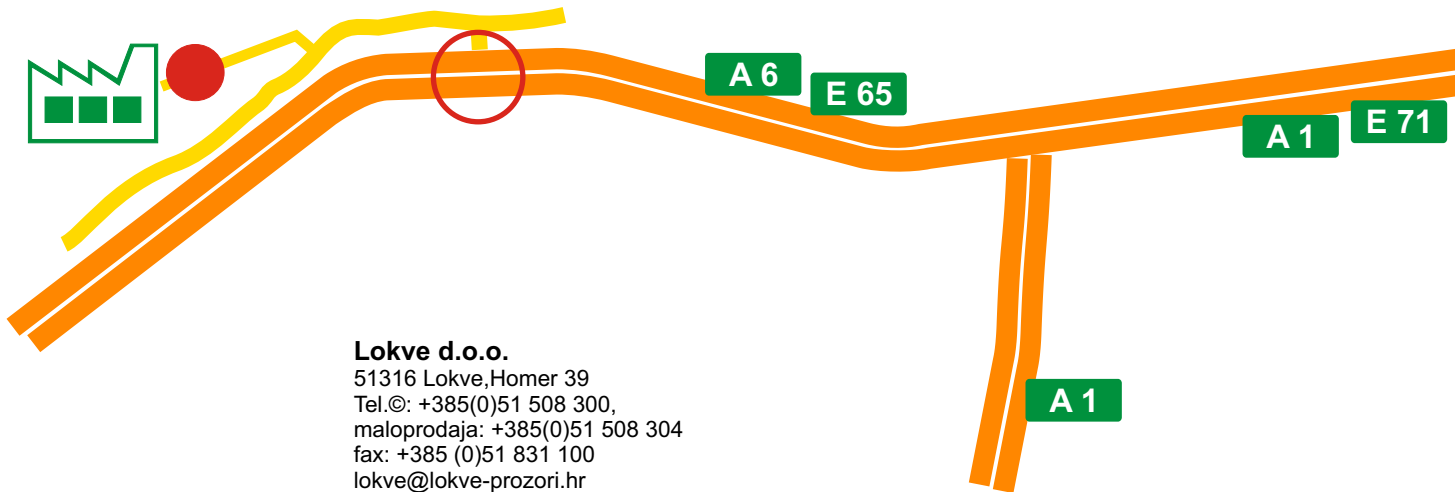 A 6
E 65
A 1
E 71
A 1
Lokve d.o.o.
51316 Lokve,Homer 39
Tel.©: +385(0)51 508 300,
maloprodaja: +385(0)51 508 304
fax: +385 (0)51 831 100
lokve@lokve-prozori.hr